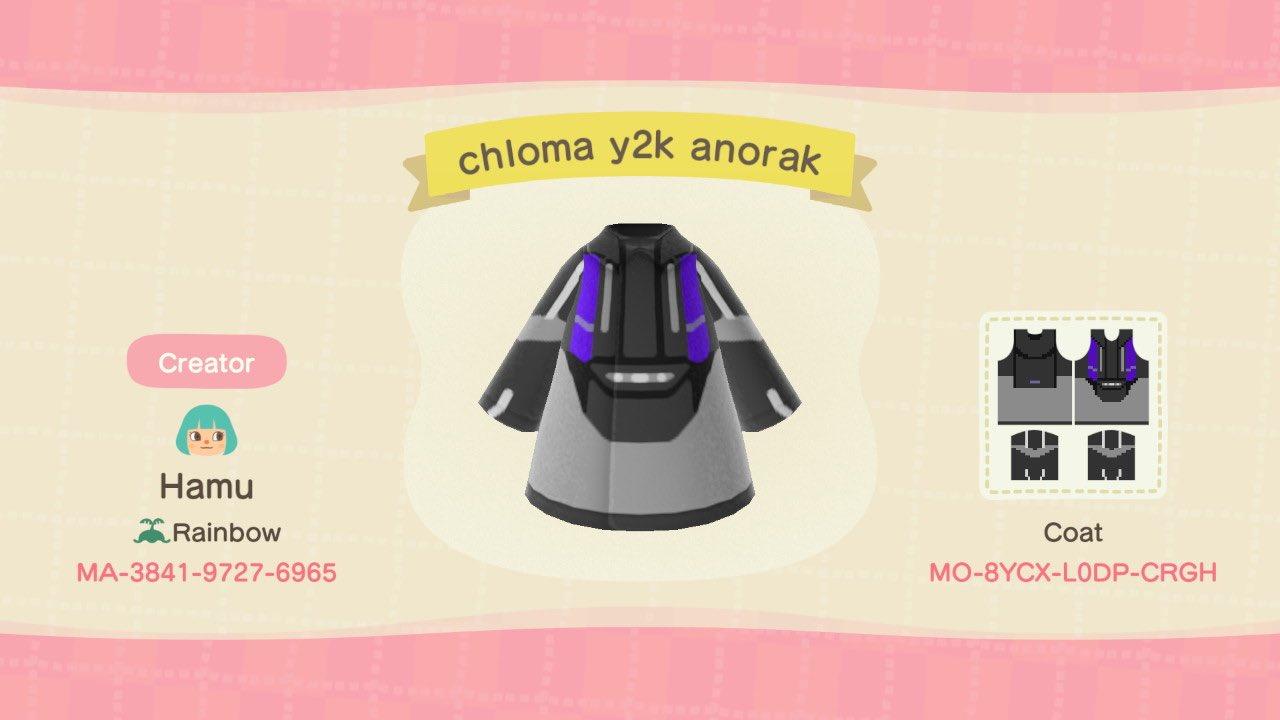 chloma y2k anorak
Creator
Hamu
Rainbow
MA-3841-9727-6965
Coat
MO-8YCX-L0DP-CRGH